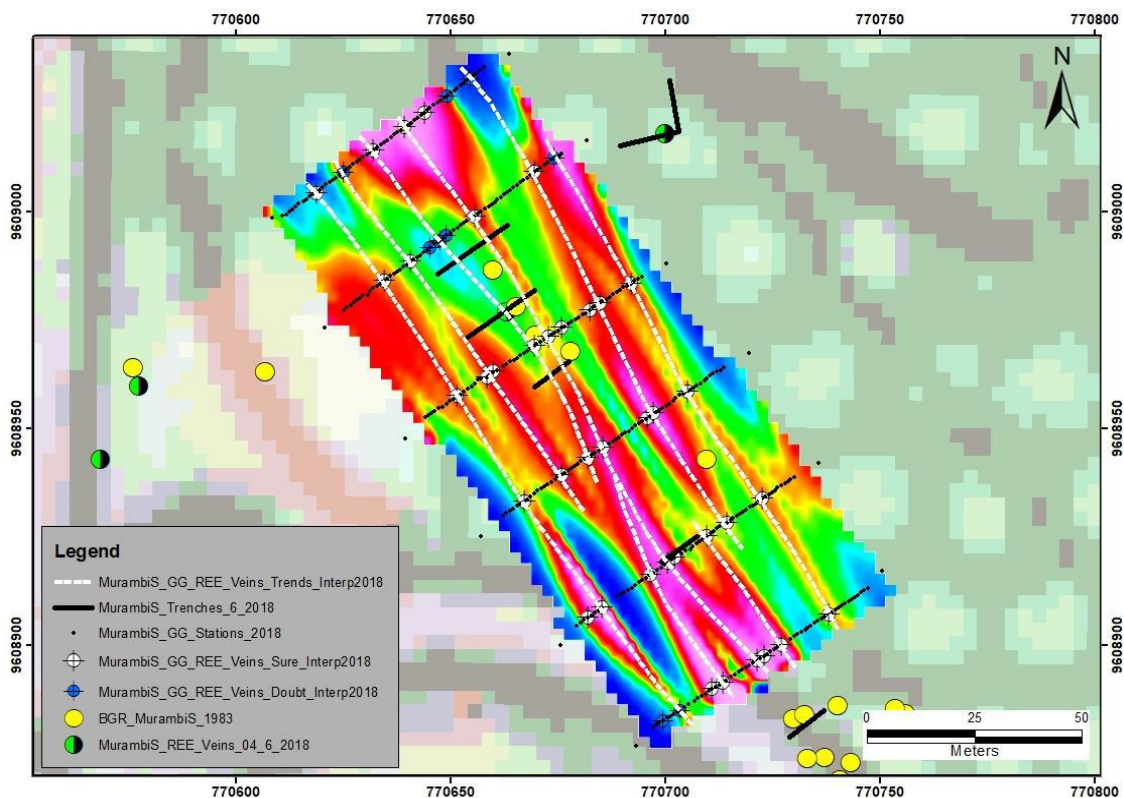 770600 770650 770700 770750 770800
N
9609000 9609000
9608950 9608950
9608900 9608900
Legend
MurambiS_GG_REE_Veins_Trends_Interp2018
MurambiS_Trenches_6_2018
MurambiS_GG_Stations_2018
MurambiS_GG_REE_Veins_Sure_Interp2018
MurambiS_GG_REE_Veins_Doubt_Interp2018
BGR_MurambiS_1983
MurambiS_REE_Veins_04_6_2018
0 25 50
Meters
770600 770650 770700 770750 770800